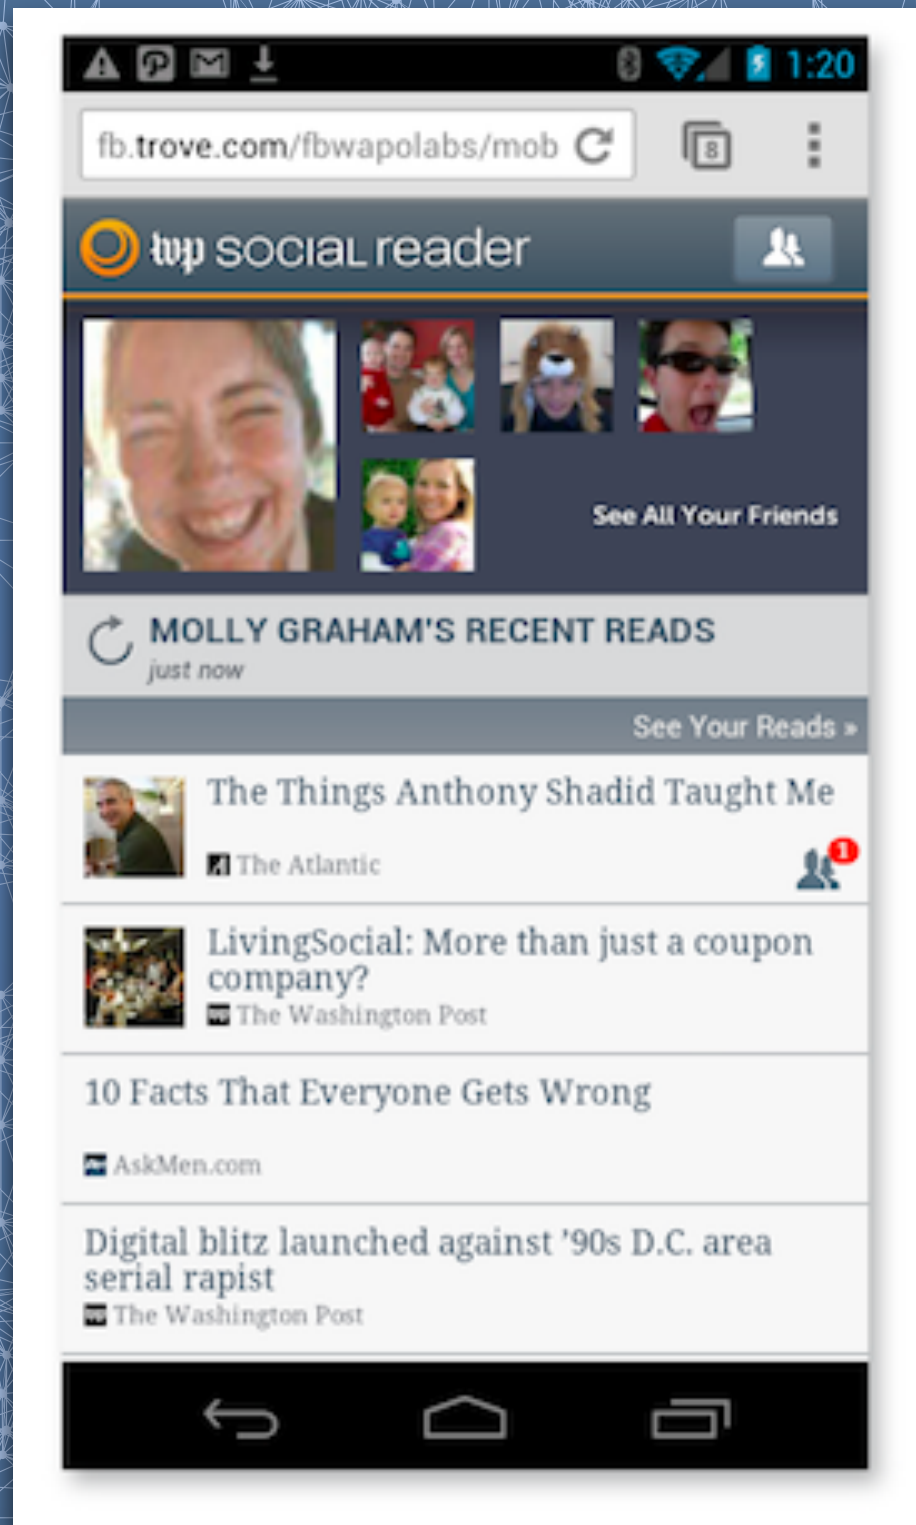 1:20
fb.trove.com/fbwapolabs/mob
8
wp SOCIAL reader
See All Your Friends
MOLLY GRAHAM'S RECENT READS
just now
See Your Reads »
The Things Anthony Shadid Taught Me
The Atlantic
1
LivingSocial: More than just a coupon
company?
wp The Washington Post
10 Facts That Everyone Gets Wrong
AskMen.com
Digital blitz launched against ’90s D.C. area
serial rapist
wp The Washington Post